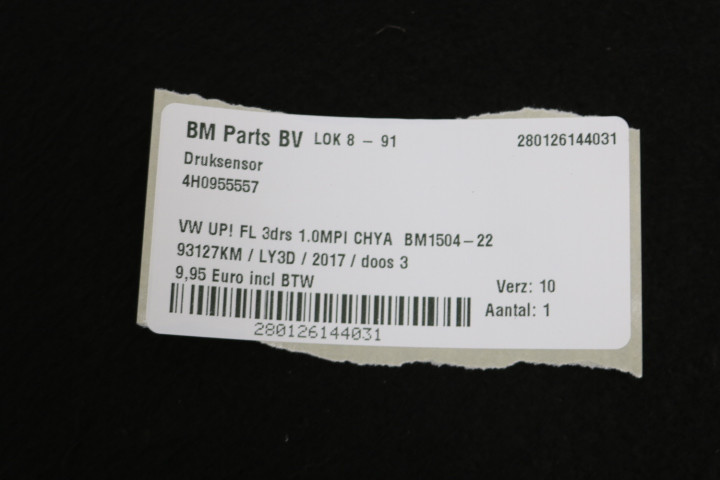 BM Parts BV LOK 8 - 91 280126144031
Druksensor
4H0955557
VW UP! FL 3drs 1.0MPI CHYA BM1504-22
93127KM / LY3D / 2017 / doos 3
9,95 Euro incl BTW
Verz: 10
Aantal: 1
280126144031